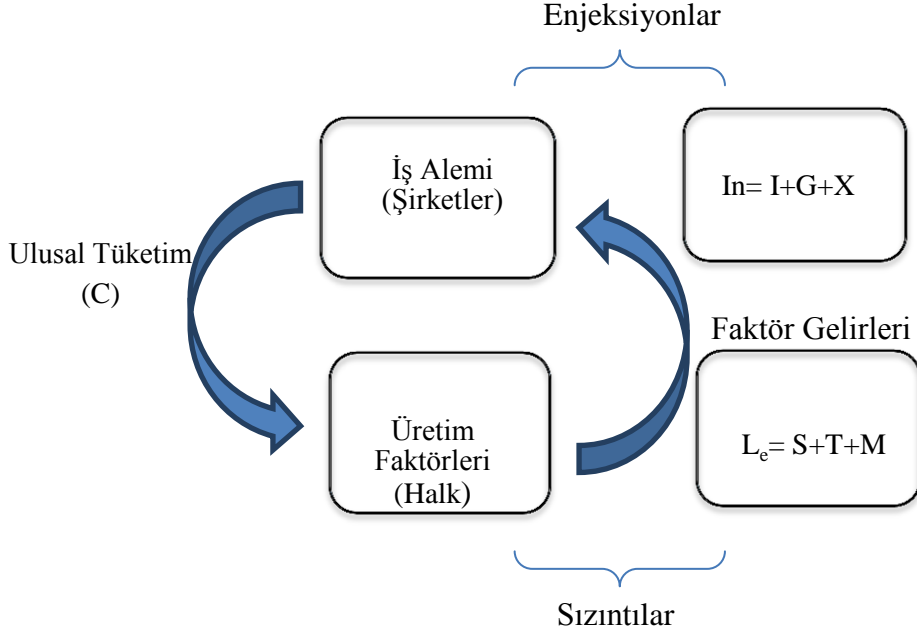 Enjeksiyonlar
İş Alemi
(Şirketler)
In= I+G+X
Ulusal Tüketim
(C)
Faktör Gelirleri
Üretim
Faktörleri
(Halk)
Lₑ= S+T+M
Sızıntılar